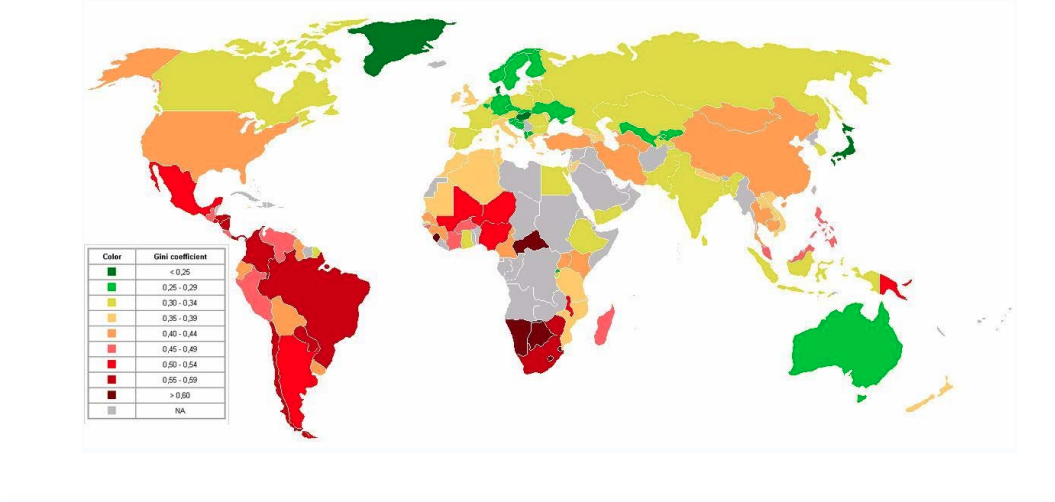 Color Gini coefficient
< 0,25
0,25 - 0,29
0,30 - 0,34
0,35 - 0,39
0,40 - 0,44
0,45 - 0,49
0,50 - 0,54
0,55 - 0,59
> 0,60
NA